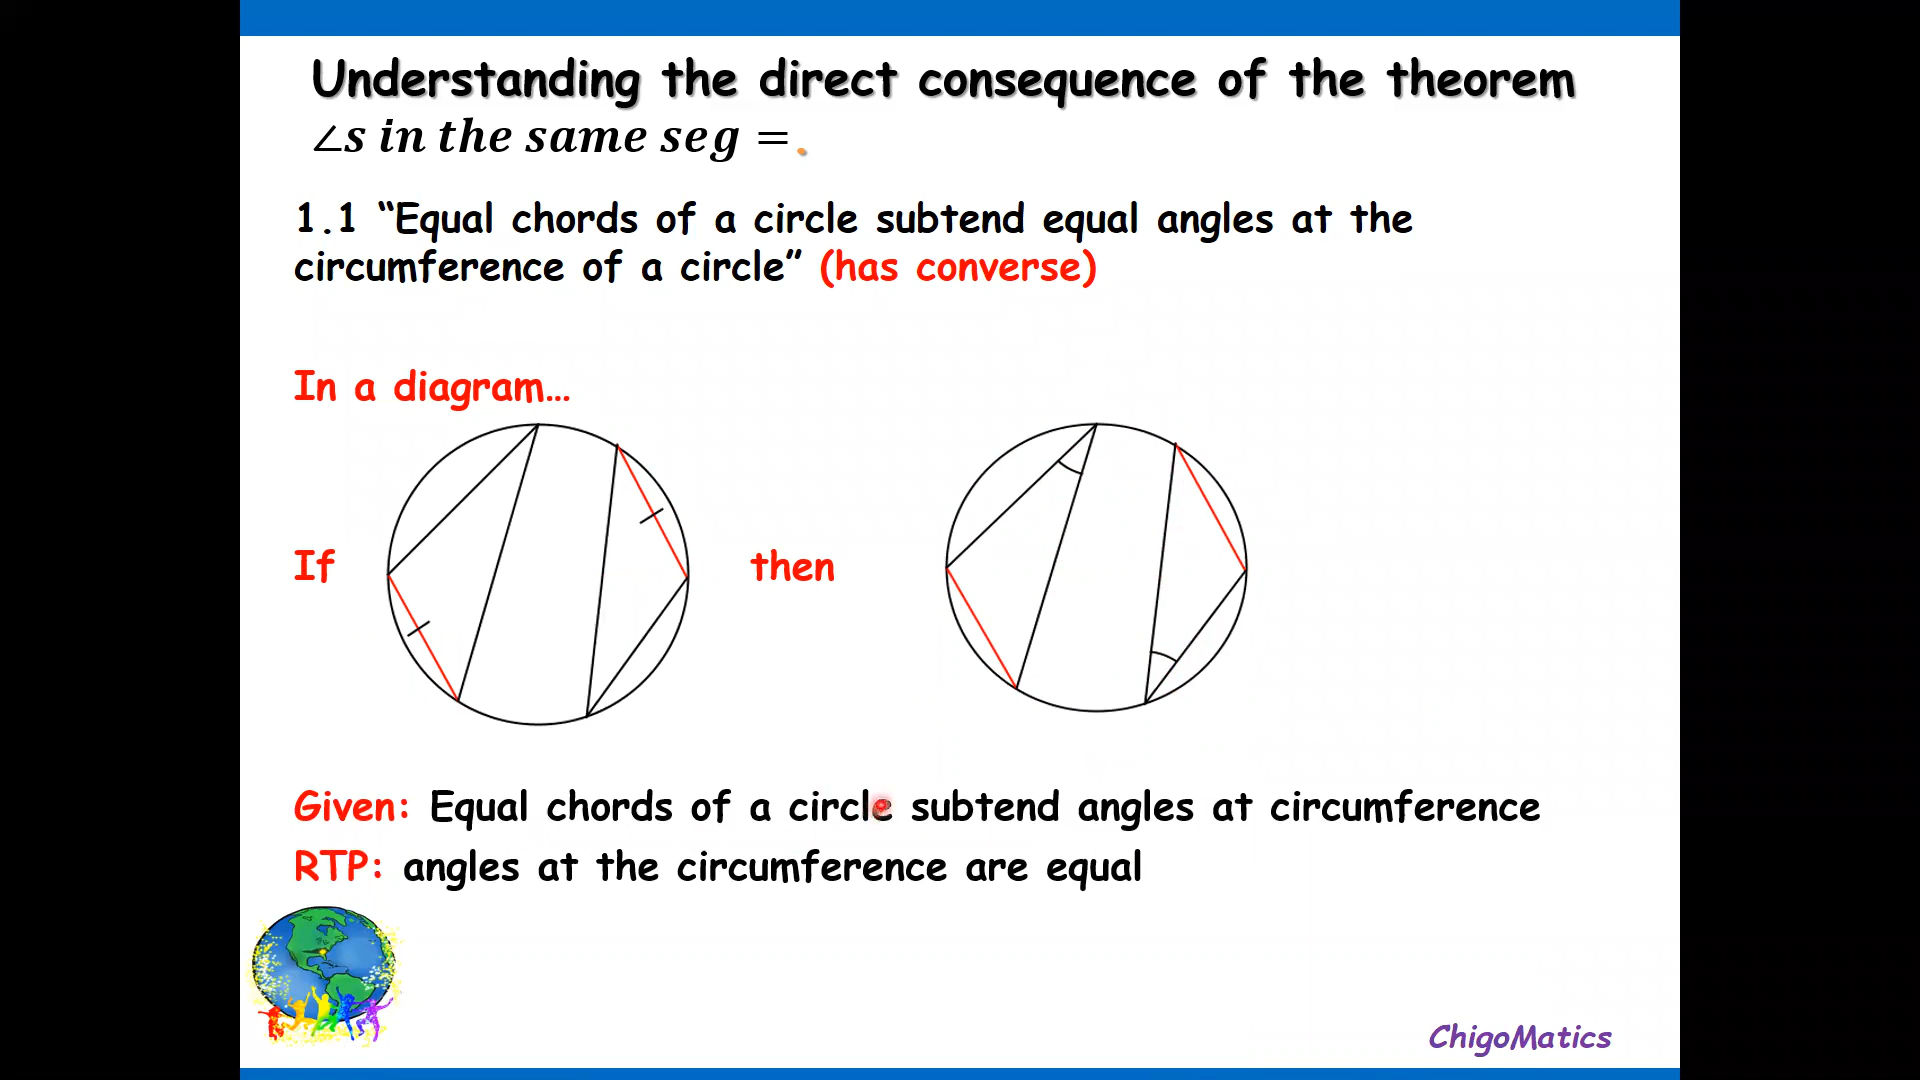 Understanding the direct consequence of the theorem
∠s in the same seg =.
1.1 “Equal chords of a circle subtend equal angles at the
circumference of a circle” (has converse)
In a diagram…
If
then
Given: Equal chords of a circle subtend angles at circumference
RTP: angles at the circumference are equal
ChigoMatics